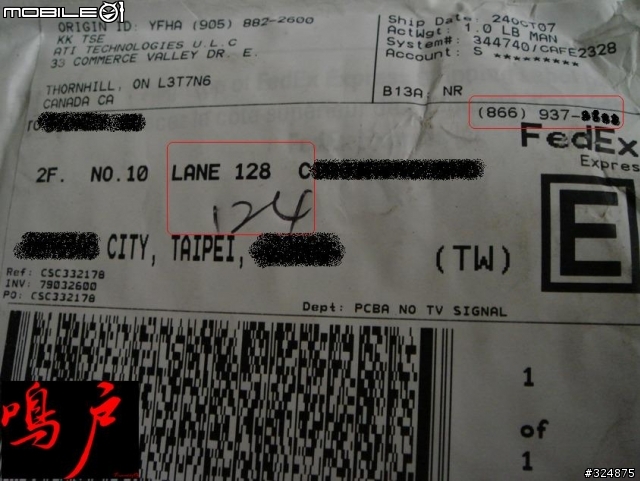 mobile01
ORIGIN ID: YFHA (905) 882-2600
KK TSE
ATI TECHNOLOGIES U.L.C
33 COMMERCE VALLEY DR. E.
THORNHILL, ON L3T7N6
CANADA CA
Ship Date: 24OCT07
ActWgt: 1.0 LB MAN
System#: 344740/CAFE2328
Account: S *********
B13A: NR
(866) 937-
TO
FedEx
Express
2F. NO.10 LANE 128 C
124
E
CITY, TAIPEI,
(TW)
Ref: CSC332178
INV: 79032600
PO: CSC332178
Dept: PCBA NO TV SIGNAL
1
of
1
鳴戶
#324875